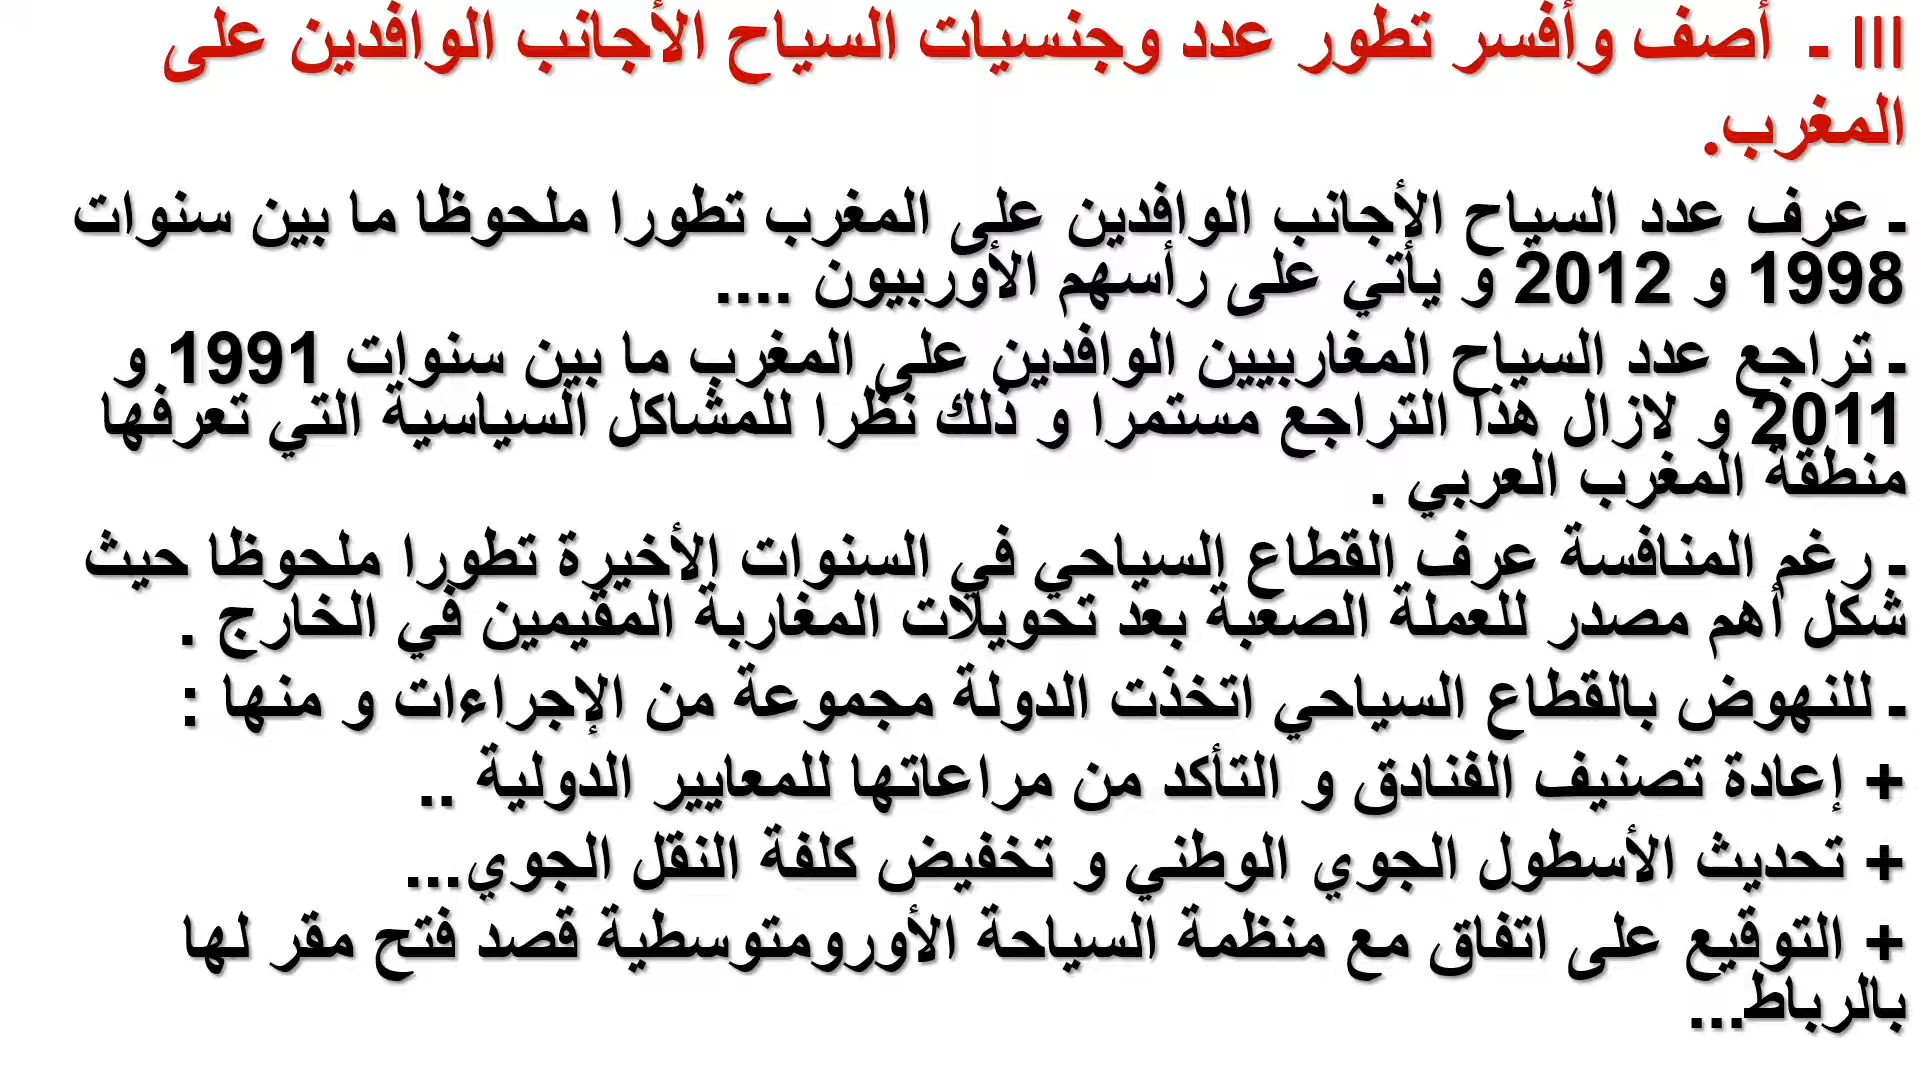 III - أصف وأفسر تطور عدد وجنسيات السياح الأجانب الوافدين على
المغرب.
- عرف عدد السياح الأجانب الوافدين على المغرب تطورا ملحوظا ما بين سنوات
1998 و 2012 و يأتي على رأسهم الأوربيون ....
- تراجع عدد السياح المغاربيين الوافدين على المغرب ما بين سنوات 1991 و
2011 و لازال هذا التراجع مستمرا و ذلك نظرا للمشاكل السياسية التي تعرفها
منطقة المغرب العربي .
- رغم المنافسة عرف القطاع السياحي في السنوات الأخيرة تطورا ملحوظا حيث
شكل أهم مصدر للعملة الصعبة بعد تحويلات المغاربة المقيمين في الخارج .
- للنهوض بالقطاع السياحي اتخذت الدولة مجموعة من الإجراءات و منها :
+ إعادة تصنيف الفنادق و التأكد من مراعاتها للمعايير الدولية ..
+ تحديث الأسطول الجوي الوطني و تخفيض كلفة النقل الجوي...
+ التوقيع على اتفاق مع منظمة السياحة الأورومتوسطية قصد فتح مقر لها
بالرباط...